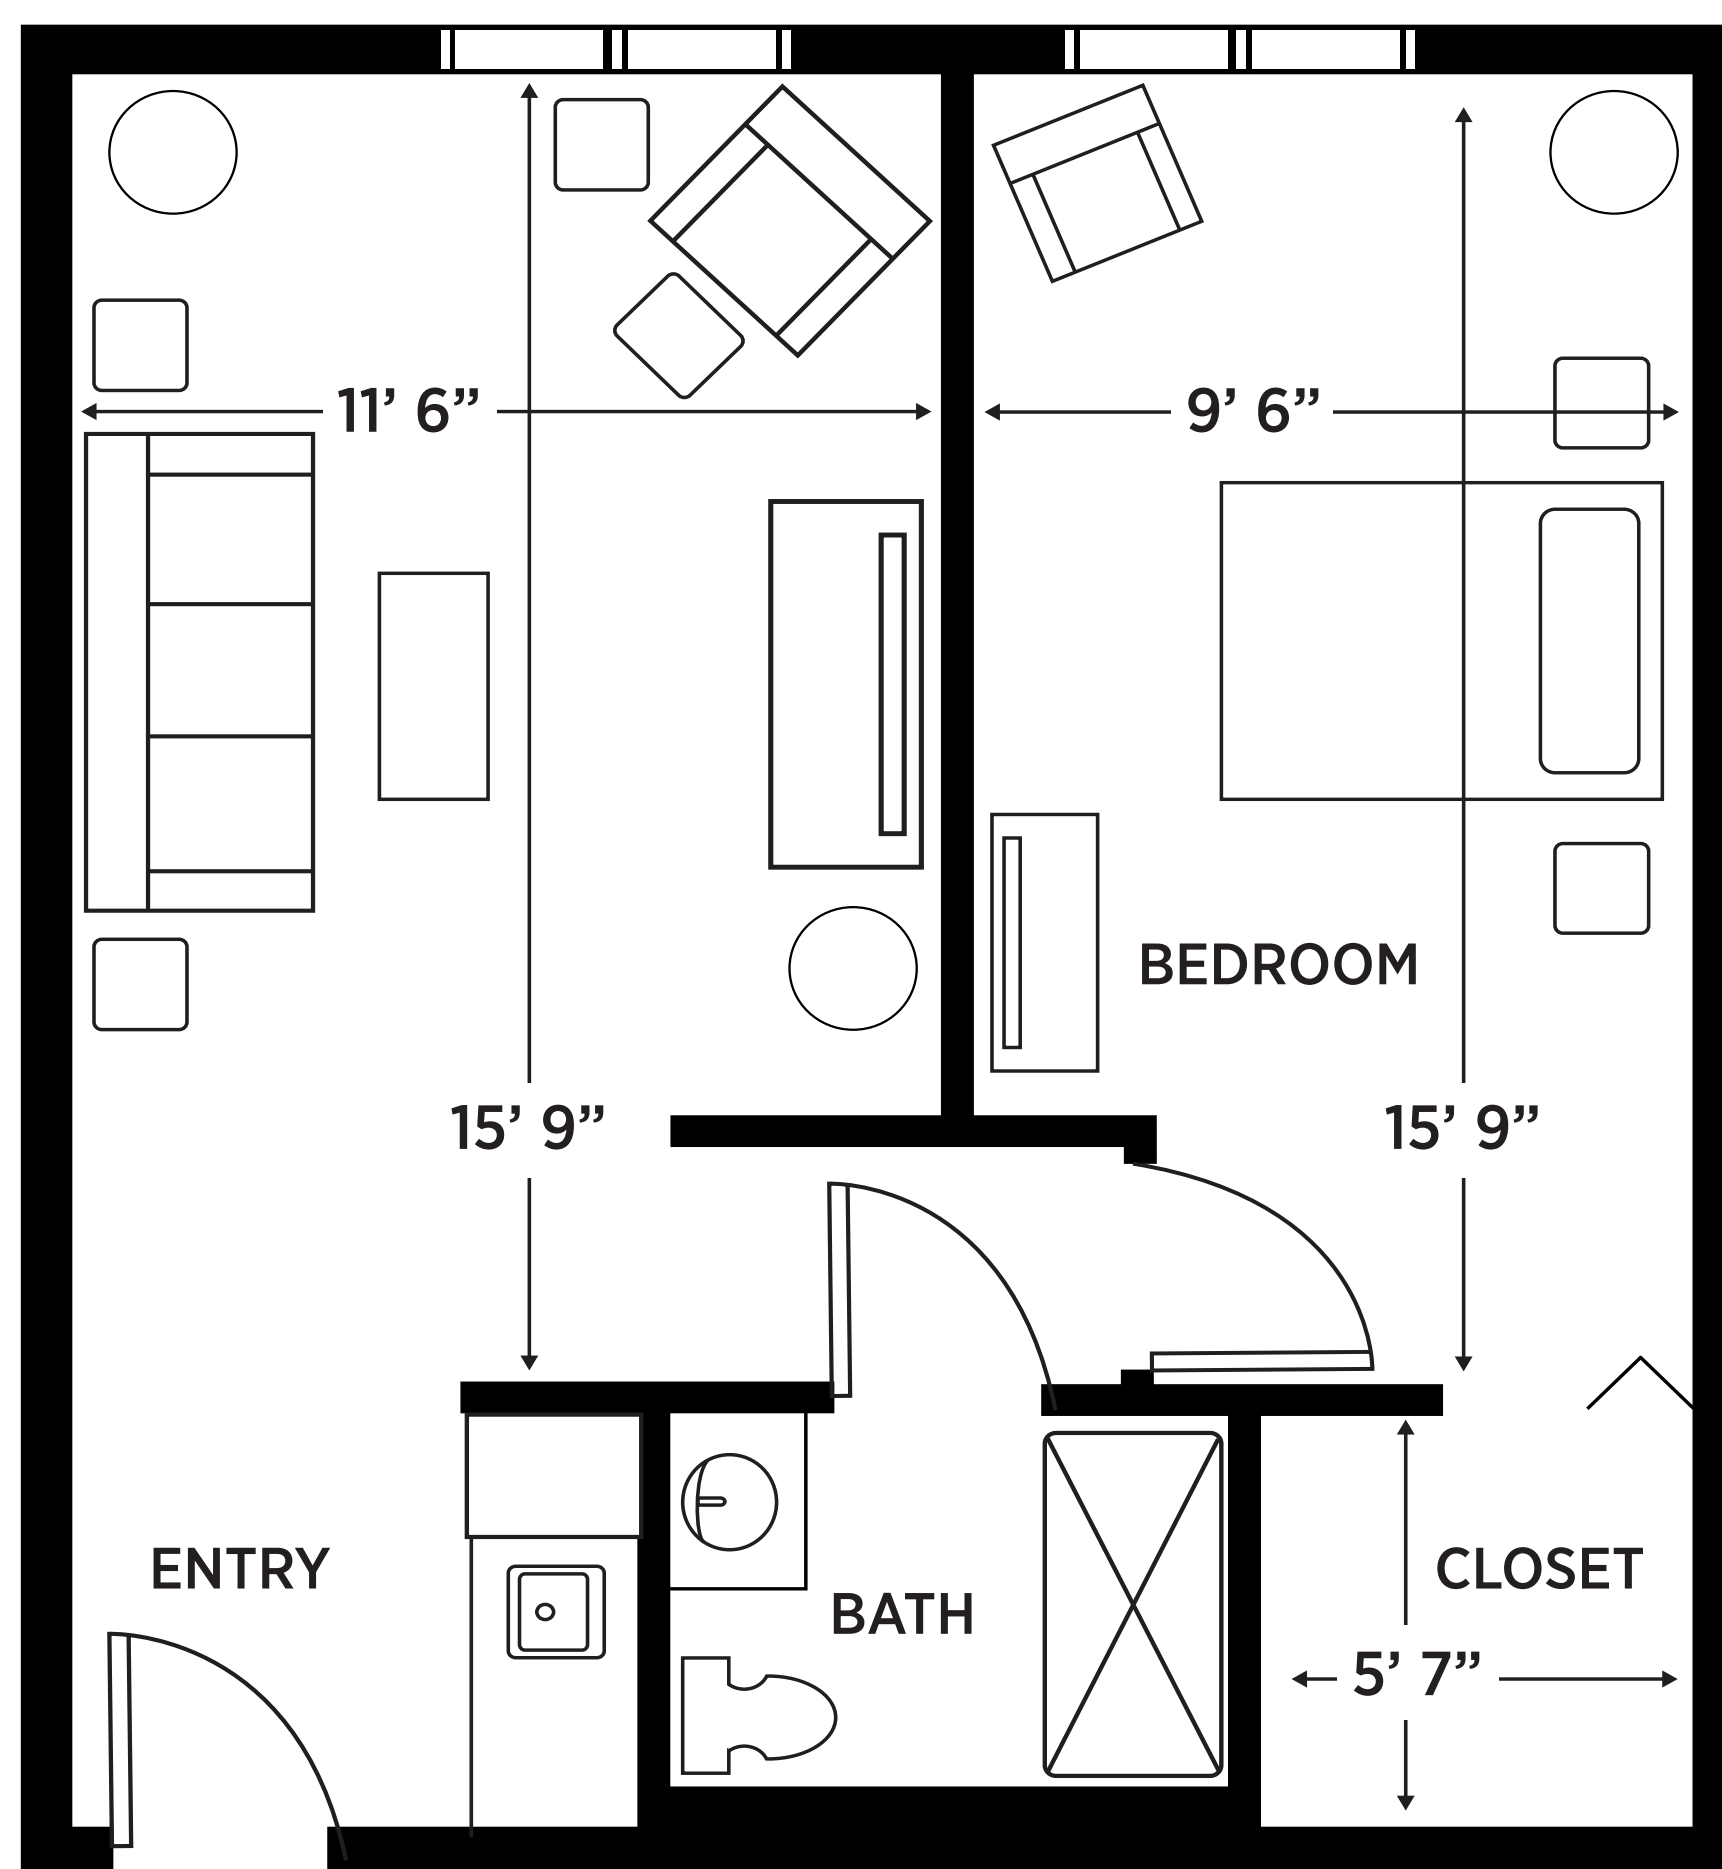 11’ 6”
9’ 6”
BEDROOM
15’ 9”
15’ 9”
ENTRY
CLOSET
BATH
5’ 7”